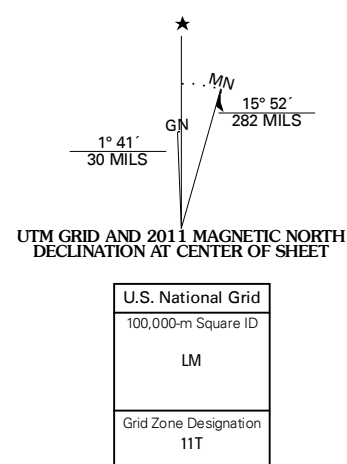 ★
MN
15° 52´
282 MILS
GN
1° 41´
30 MILS
UTM GRID AND 2011 MAGNETIC NORTH
DECLINATION AT CENTER OF SHEET
U.S. National Grid
100,000-m Square ID
LM
Grid Zone Designation
11T